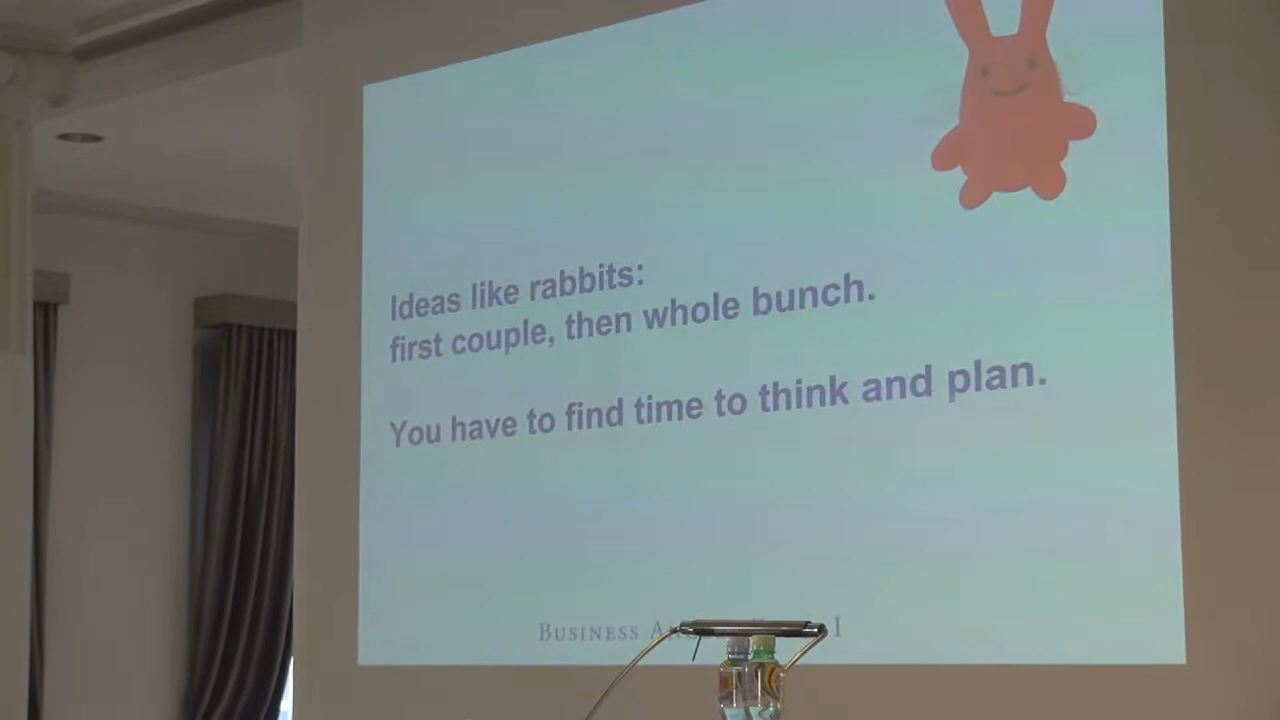 Ideas like rabbits:
first couple, then whole bunch.
You have to find time to think and plan.
BUSINESS